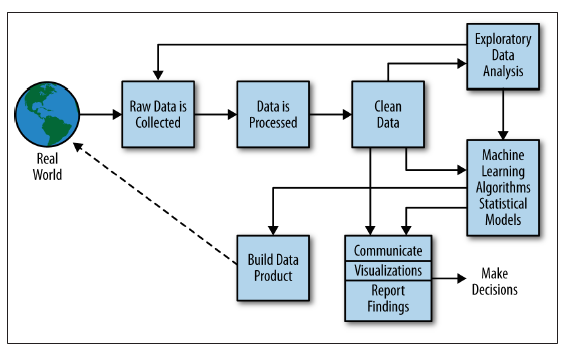 Exploratory
Data
Analysis
Raw Data is
Collected
Data is
Processed
Clean
Data
Real
World
Machine
Learning
Algorithms
Statistical
Models
Build Data
Product
Communicate
Visualizations
Report
Findings
Make
Decisions